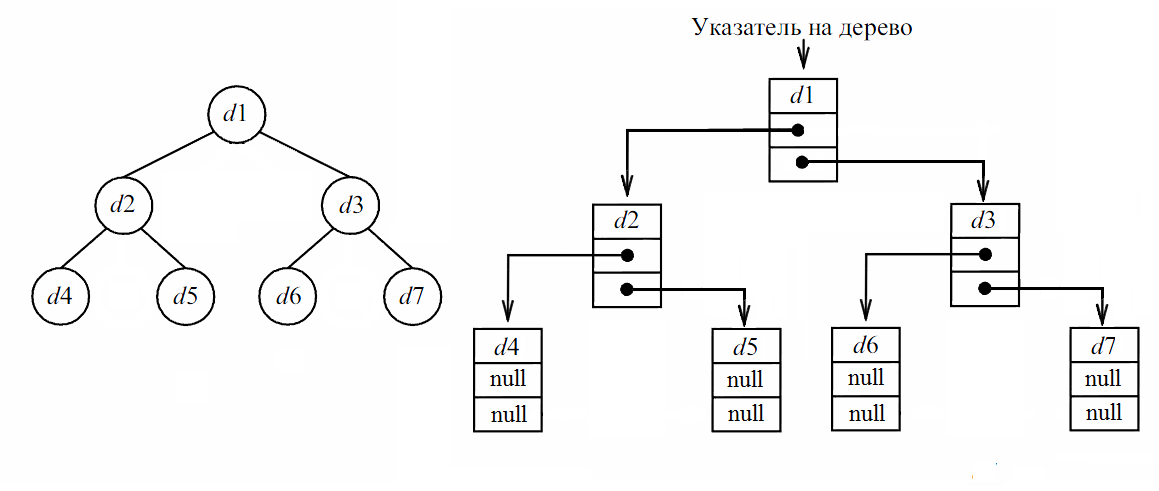 Указатель на дерево
d1
d2 d3
d4 d5 d6 d7
d1
d2
d3
d4
null
null
d5
null
null
d6
null
null
d7
null
null